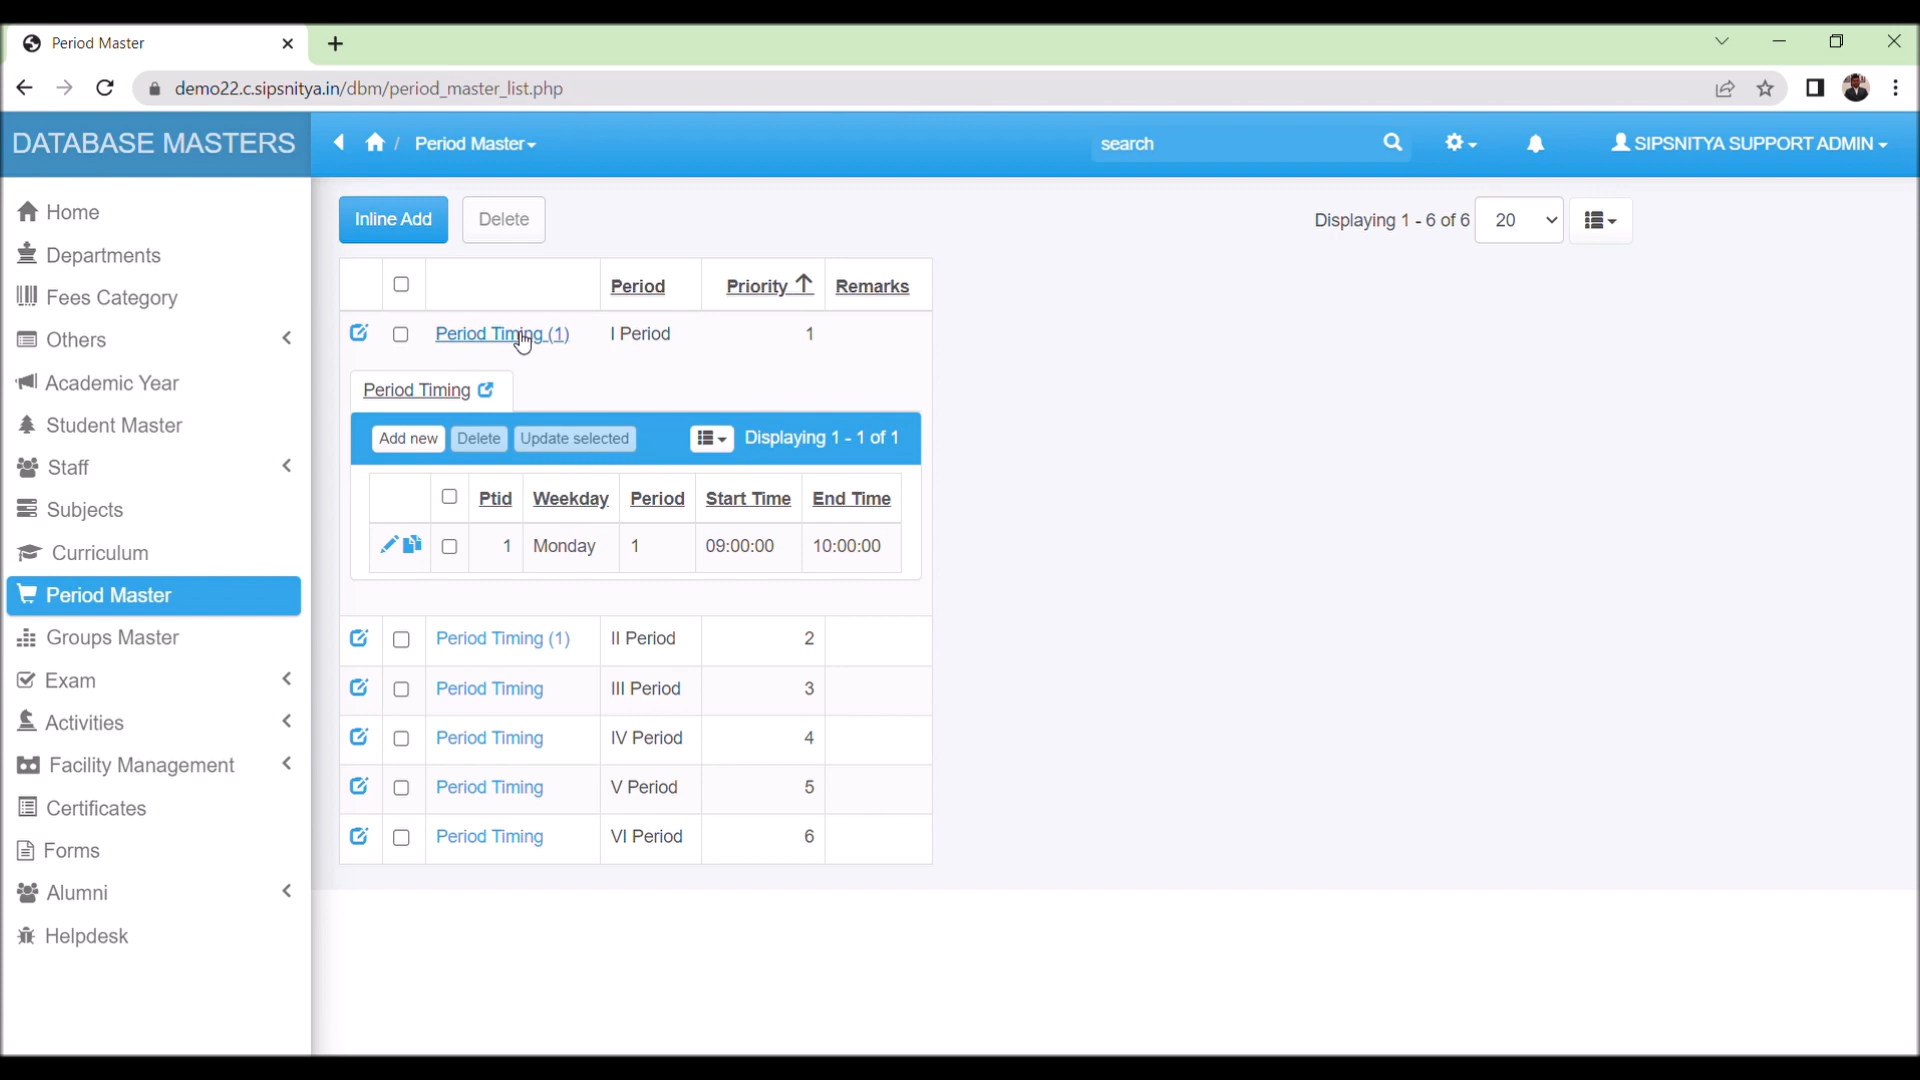 Period Master
demo22.c.sipsnitya.in/dbm/period_master_list.php
DATABASE MASTERS
/ Period Master
search
SIPSNITYA SUPPORT ADMIN
Home
Departments
Fees Category
Others
Academic Year
Student Master
Staff
Subjects
Curriculum
Period Master
Groups Master
Exam
Activities
Facility Management
Certificates
Forms
Alumni
Helpdesk
Inline Add Delete
Displaying 1 - 6 of 6 20
Period Priority Remarks
Period Timing (1) I Period 1
Period Timing
Add new Delete Update selected Displaying 1 - 1 of 1
Ptid Weekday Period Start Time End Time
1 Monday 1 09:00:00 10:00:00
Period Timing (1) II Period 2
Period Timing III Period 3
Period Timing IV Period 4
Period Timing V Period 5
Period Timing VI Period 6